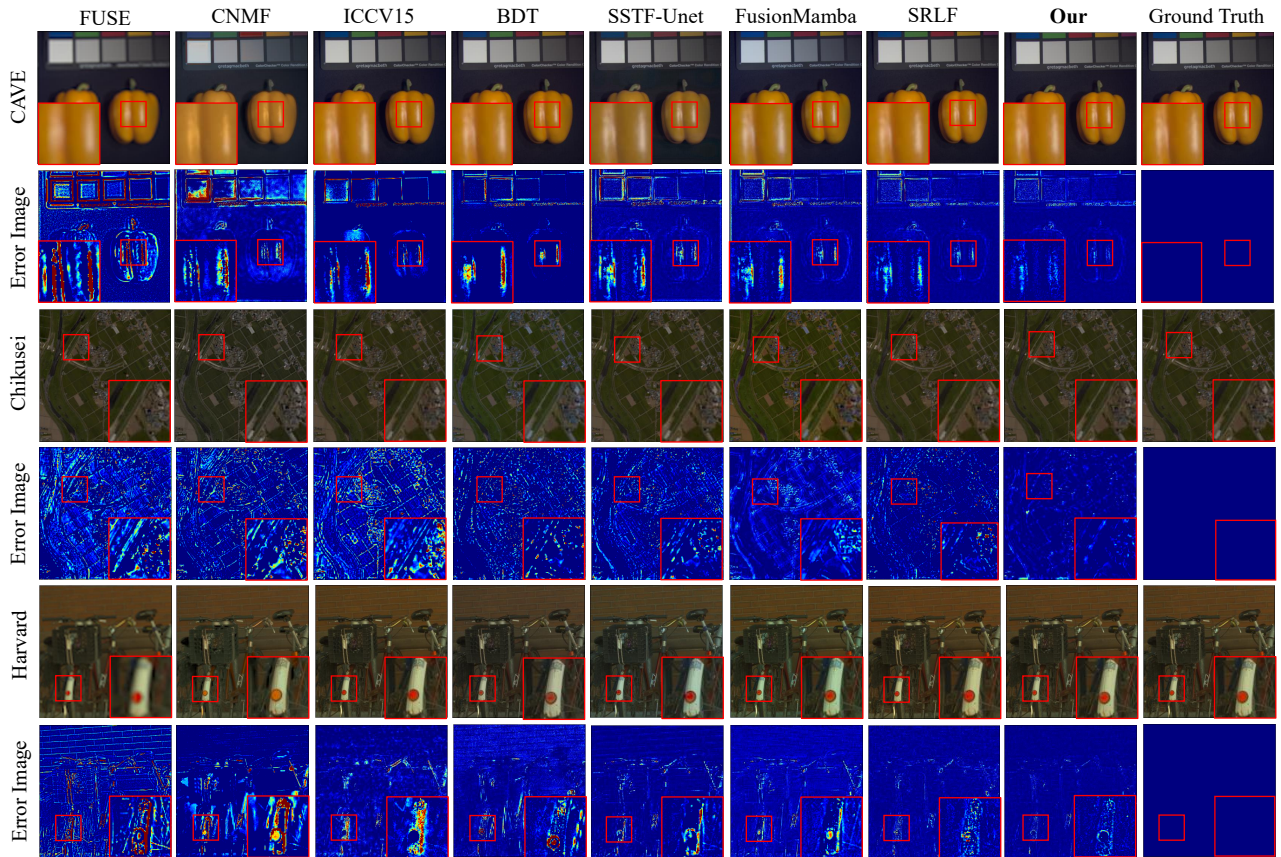 FUSE CNMF ICCV15 BDT SSTF-Unet FusionMamba SRLF Our Ground Truth
CAVE
Error Image
Chikusei
Error Image
Harvard
Error Image